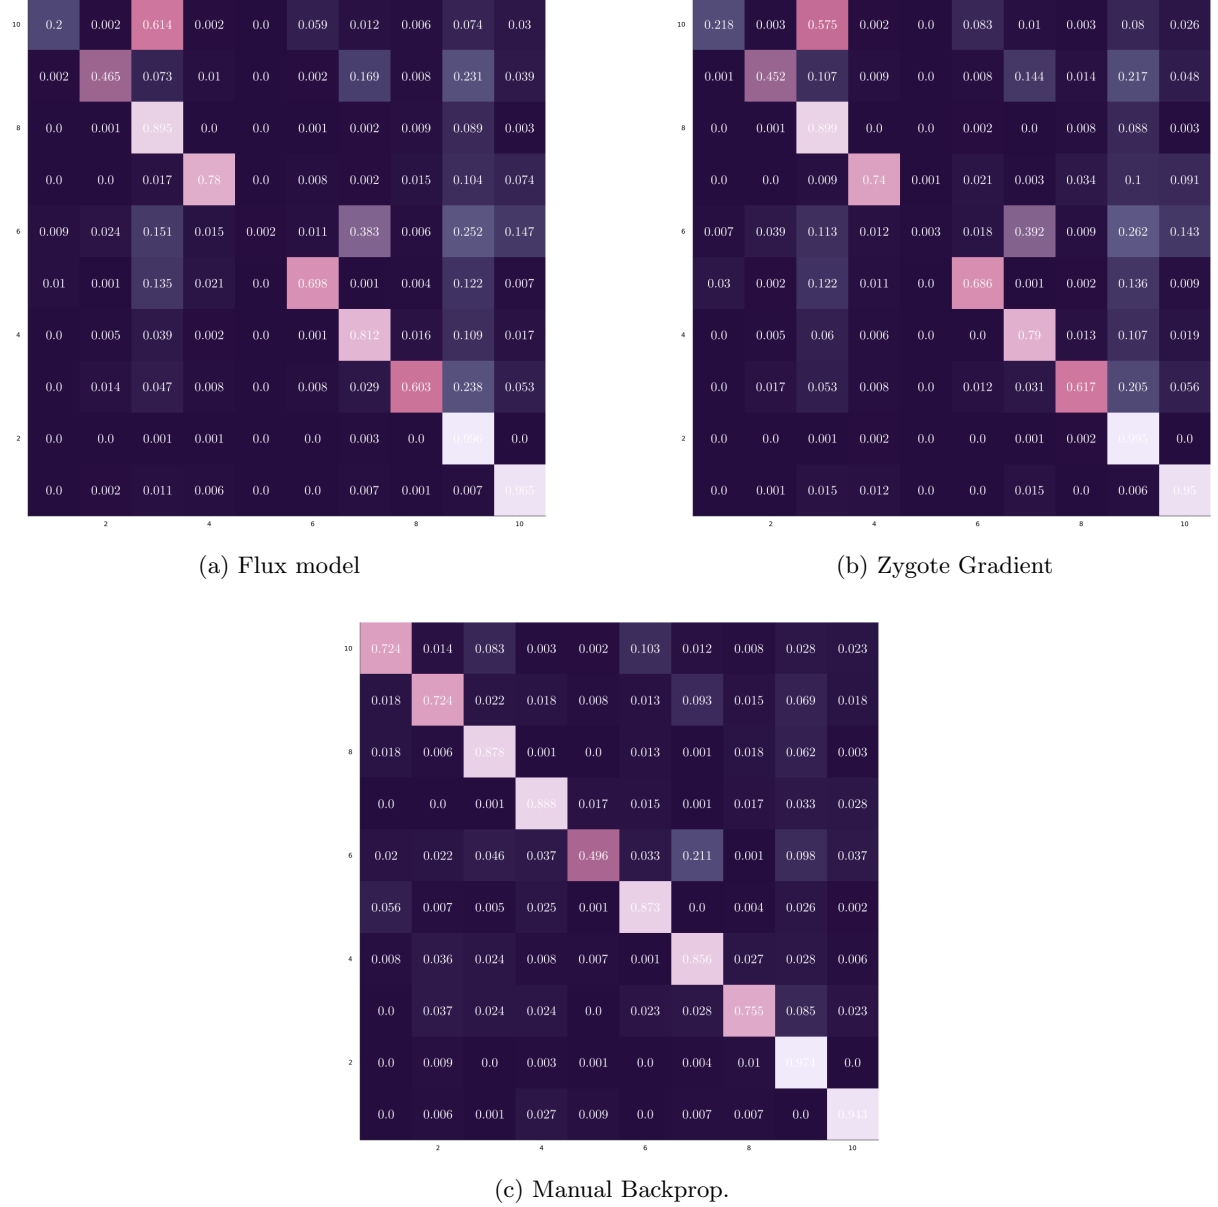 10 0.2 0.002 0.614 0.002 0.0 0.059 0.012 0.006 0.074 0.03
0.002 0.465 0.073 0.01 0.0 0.002 0.169 0.008 0.231 0.039
8 0.0 0.001 0.895 0.0 0.0 0.001 0.002 0.009 0.089 0.003
0.0 0.0 0.017 0.78 0.0 0.008 0.002 0.015 0.104 0.074
6 0.009 0.024 0.151 0.015 0.002 0.011 0.383 0.006 0.252 0.147
0.01 0.001 0.135 0.021 0.0 0.698 0.001 0.004 0.122 0.007
4 0.0 0.005 0.039 0.002 0.0 0.001 0.812 0.016 0.109 0.017
0.0 0.014 0.047 0.008 0.0 0.008 0.029 0.603 0.238 0.053
2 0.0 0.0 0.001 0.001 0.0 0.0 0.003 0.0 0.0
0.0 0.002 0.011 0.006 0.0 0.0 0.007 0.001 0.007 0.965
2 4 6 8 10
(a) Flux model
10 0.218 0.003 0.575 0.002 0.0 0.083 0.01 0.003 0.08 0.026
0.001 0.452 0.107 0.009 0.0 0.008 0.144 0.014 0.217 0.048
8 0.0 0.001 0.899 0.0 0.0 0.002 0.0 0.008 0.088 0.003
0.0 0.0 0.009 0.74 0.001 0.021 0.003 0.034 0.1 0.091
6 0.007 0.039 0.113 0.012 0.003 0.018 0.392 0.009 0.262 0.143
0.03 0.002 0.122 0.011 0.0 0.686 0.001 0.002 0.136 0.009
4 0.0 0.005 0.06 0.006 0.0 0.0 0.79 0.013 0.107 0.019
0.0 0.017 0.053 0.008 0.0 0.012 0.031 0.617 0.205 0.056
2 0.0 0.0 0.001 0.002 0.0 0.0 0.001 0.002 0.0
0.0 0.001 0.015 0.012 0.0 0.0 0.015 0.0 0.006 0.95
2 4 6 8 10
(b) Zygote Gradient
10 0.724 0.014 0.083 0.003 0.002 0.103 0.012 0.008 0.028 0.023
0.018 0.724 0.022 0.018 0.008 0.013 0.093 0.015 0.069 0.018
8 0.018 0.006 0.878 0.001 0.0 0.013 0.001 0.018 0.062 0.003
0.0 0.0 0.001 0.888 0.017 0.015 0.001 0.017 0.033 0.028
6 0.02 0.022 0.046 0.037 0.496 0.033 0.211 0.001 0.098 0.037
0.056 0.007 0.005 0.025 0.001 0.873 0.0 0.004 0.026 0.002
4 0.008 0.036 0.024 0.008 0.007 0.001 0.856 0.027 0.028 0.006
0.0 0.037 0.024 0.024 0.0 0.023 0.028 0.755 0.085 0.023
2 0.0 0.009 0.0 0.003 0.001 0.0 0.004 0.01 0.974 0.0
0.0 0.006 0.001 0.027 0.009 0.0 0.007 0.007 0.0 0.943
2 4 6 8 10
(c) Manual Backprop.